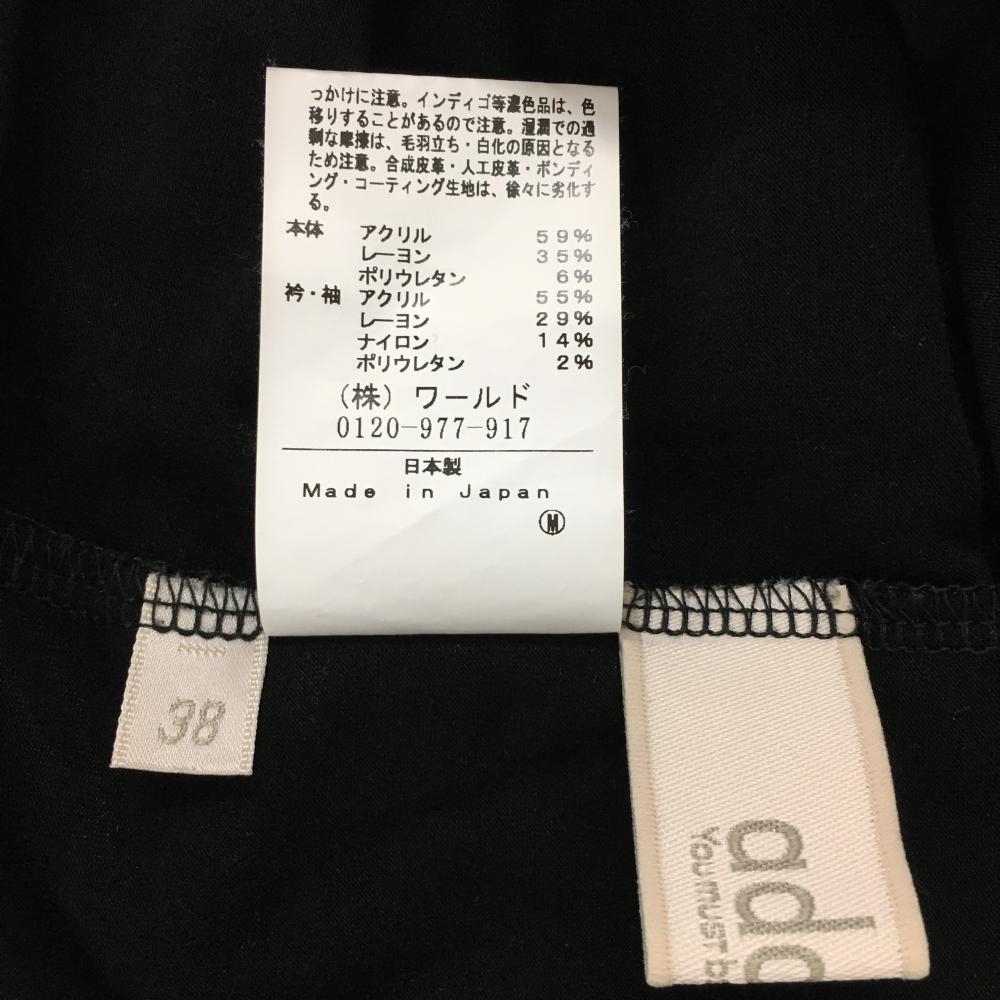 っかけに注意。インディゴ等濃色品は、色
移りすることがあるので注意。湿潤での過
剰な摩擦は、毛羽立ち・白化の原因となる
ため注意。合成皮革・人工皮革・ボンディ
ング・コーティング生地は、徐々に劣化す
る。
本体 アクリル 59%
レーヨン 35%
ポリウレタン 6%
衿・袖 アクリル 55%
レーヨン 29%
ナイロン 14%
ポリウレタン 2%
(株) ワールド
0120-977-917
日本製
Made in Japan
M
38
YOU MUST